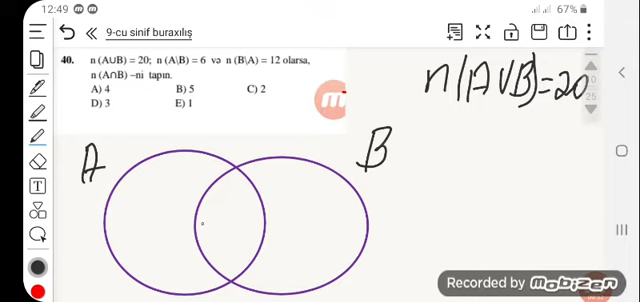 12:49
67%
9-cu sinif buraxılış
40. n (A∪B) = 20; n (A\B) = 6 və n (B\A) = 12 olarsa,
n (A∩B) –ni tapın.
A) 4 B) 5 C) 2
D) 3 E) 1
n(A∪B)=20
25
A
B
Recorded by mobizen